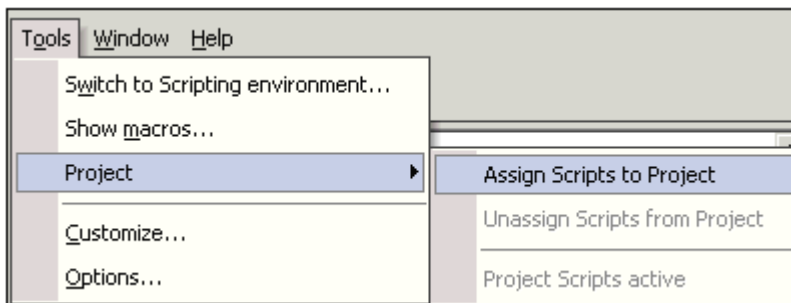 Tools Window Help
Switch to Scripting environment...
Show macros...
Project
Assign Scripts to Project
Unassign Scripts from Project
Customize...
Options...
Project Scripts active